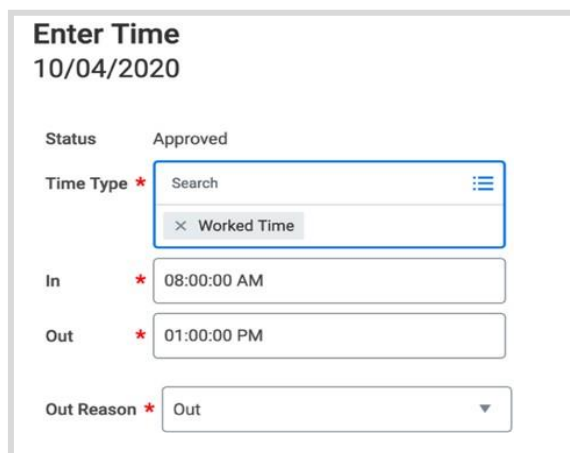 Enter Time
10/04/2020
Status Approved
Time Type * Search
× Worked Time
In * 08:00:00 AM
Out * 01:00:00 PM
Out Reason * Out